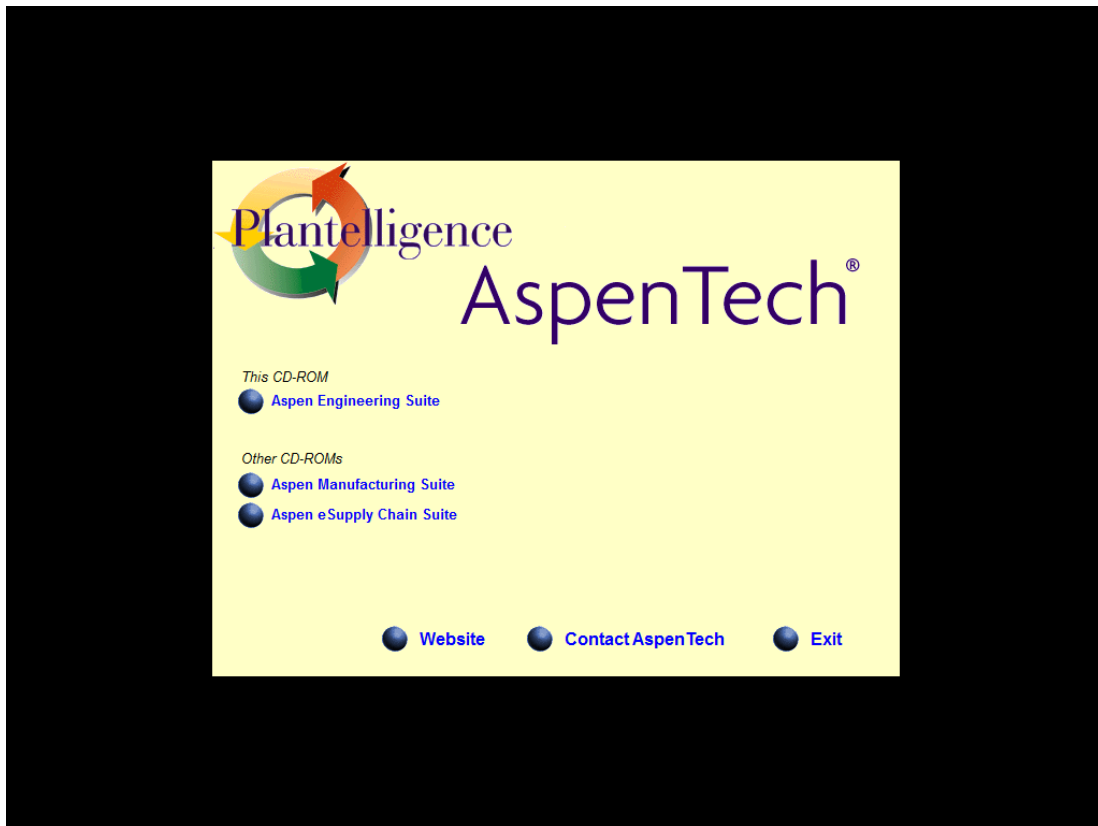 Plantelligence
AspenTech®
This CD-ROM
Aspen Engineering Suite
Other CD-ROMs
Aspen Manufacturing Suite
Aspen eSupply Chain Suite
Website
Contact AspenTech
Exit